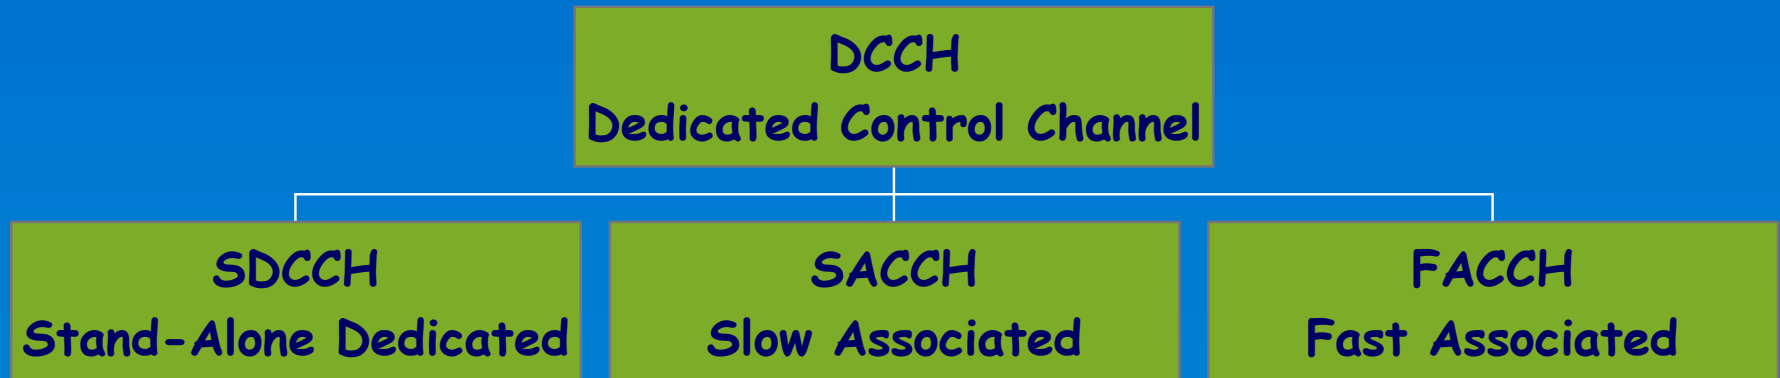 DCCH
Dedicated Control Channel
SDCCH
Stand-Alone Dedicated
SACCH
Slow Associated
FACCH
Fast Associated